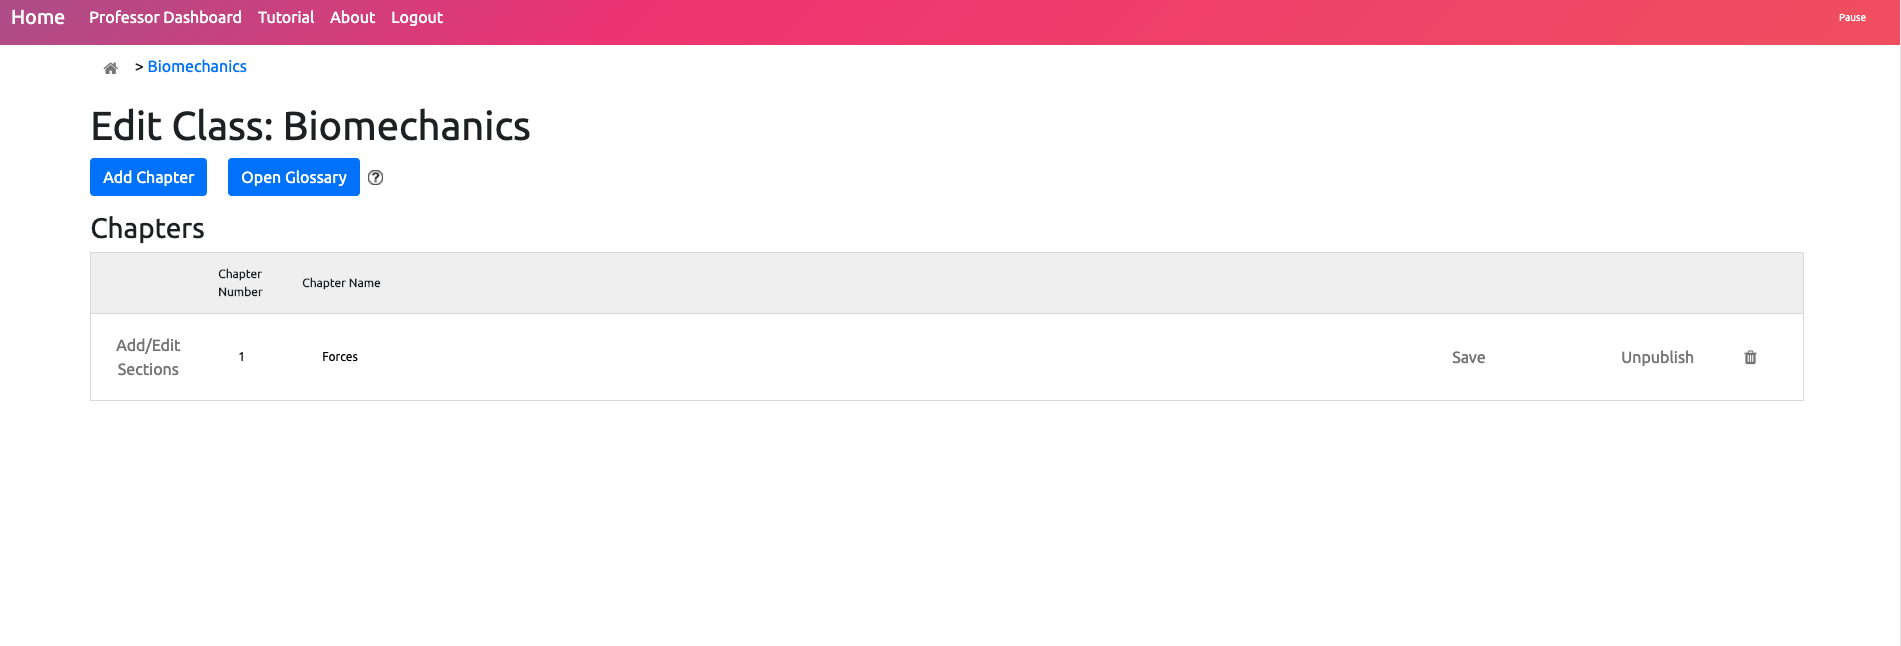 Home Professor Dashboard Tutorial About Logout Pause
> Biomechanics
Edit Class: Biomechanics
Add Chapter Open Glossary ?
Chapters
Chapter
Number
Chapter Name
Add/Edit
Sections
1 Forces Save Unpublish